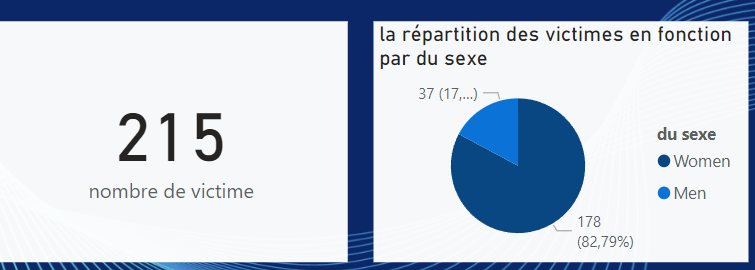 215
nombre de victime
la répartition des victimes en fonction
par du sexe
37 (17,...)
178
(82,79%)
du sexe
Women
Men